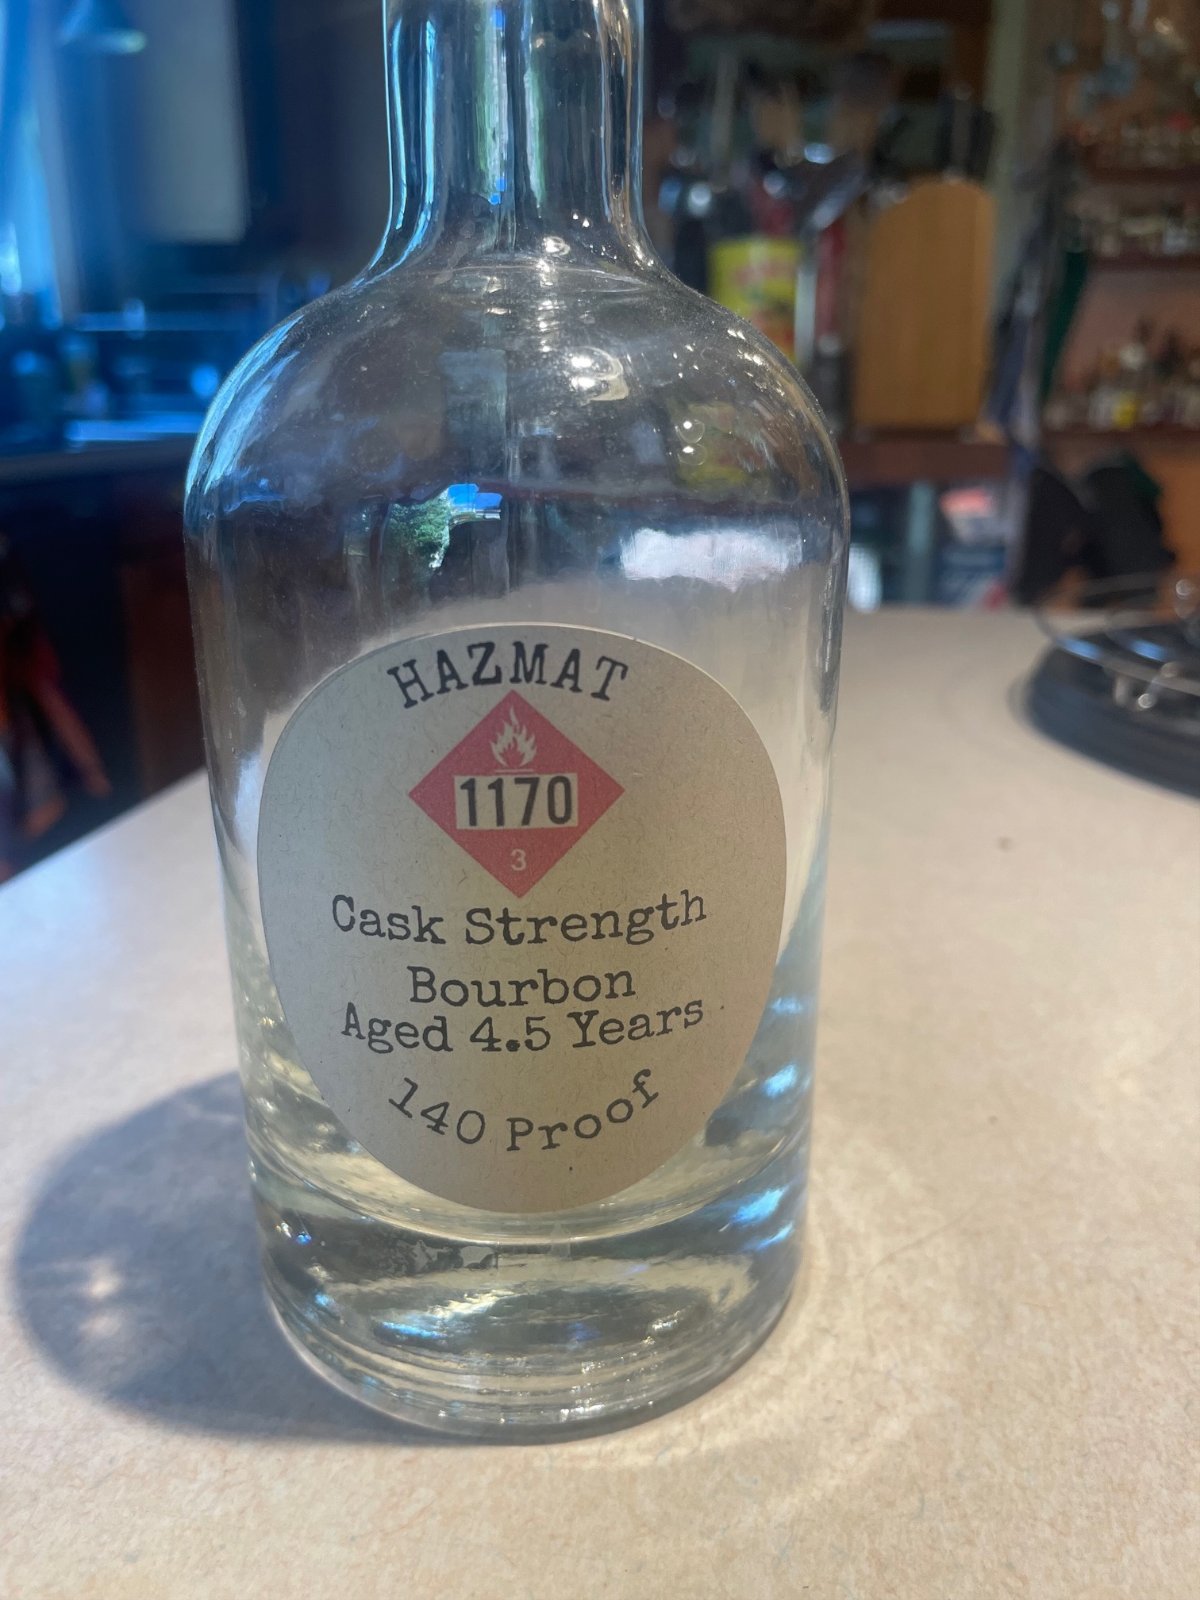 HAZMAT
1170
3
Cask Strength
Bourbon
Aged 4.5 Years
140 Proof